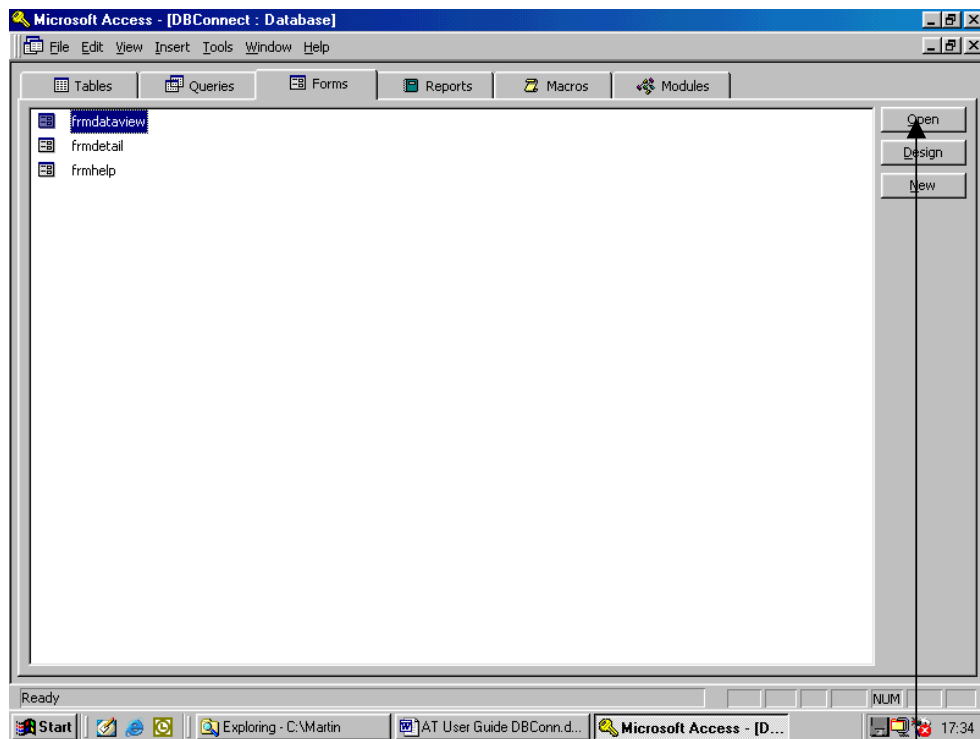 Microsoft Access - [DBConnect : Database]
File Edit View Insert Tools Window Help
Tables Queries Forms Reports Macros Modules
frmdataview
frmdetail
frmhelp
Open
Design
New
Ready NUM
Start Exploring - C:\Martin AT User Guide DBConn.d... Microsoft Access - [D... 17:34